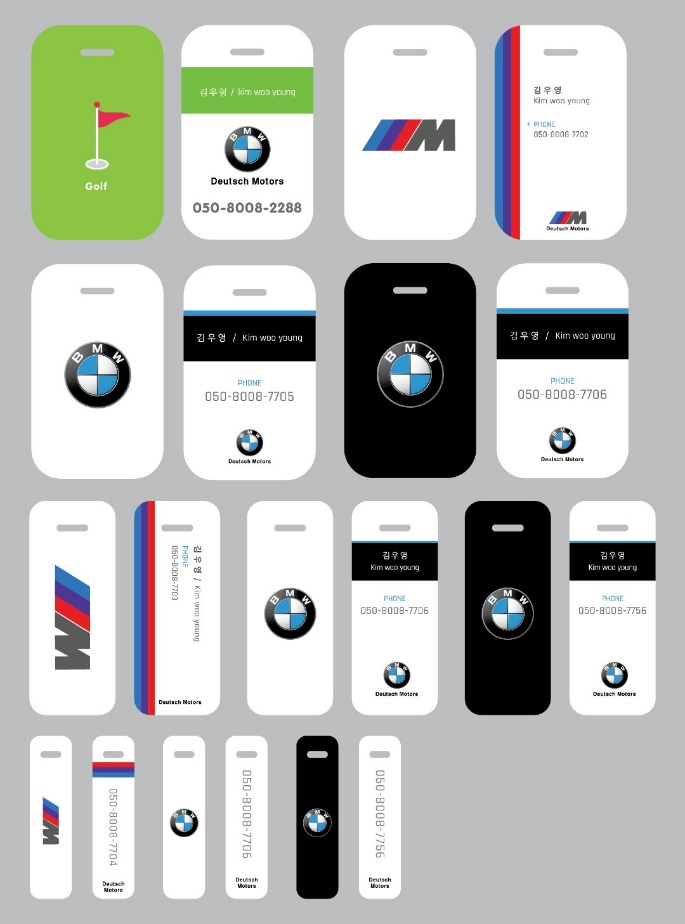 Golf
김우영 / kim woo young
BMW
Deutsch Motors
050-8008-2288
M
김우영
Kim woo young
+ PHONE
050-8008-7702
M
Deutsch Motors
BMW
김우영 / Kim woo young
PHONE
050-8008-7705
BMW
Deutsch Motors
BMW
김우영 / Kim woo young
PHONE
050-8008-7706
BMW
Deutsch Motors
M
김우영 / Kim woo young
PHONE
050-8008-7703
Deutsch Motors
BMW
김우영
Kim woo young
PHONE
050-8008-7706
BMW
Deutsch Motors
BMW
김우영
Kim woo young
PHONE
050-8008-7756
BMW
Deutsch Motors
M
050-8008-7704
Deutsch
Motors
BMW
050-8008-7706
Deutsch
Motors
BMW
050-8008-7756
Deutsch
Motors